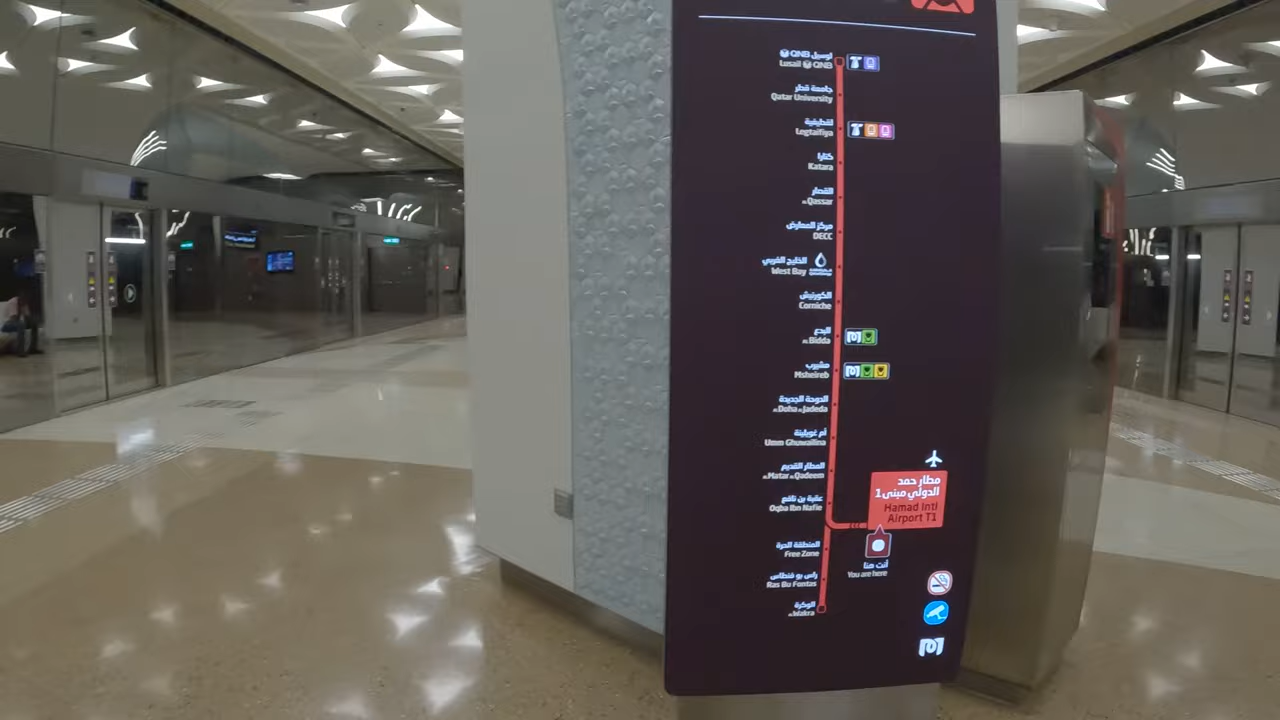 لوسيل QNB
Lusail QNB
جامعة قطر
Qatar University
لقطيفية
Legtaifiya
كتارا
Katara
القصار
Al Qassar
مركز المعارض
DECC
الخليج الغربي
West Bay
الكورنيش
Corniche
البدع
Al Bidda
مشيرب
Msheireb
الدوحة الجديدة
Al Doha Al Jadeda
أم غويلينة
Umm Ghuwailina
المطار القديم
Al Matar Al Qadeem
عقبة بن نافع
Oqba Ibn Nafie
مطار حمد
الدولي مبنى 1
Hamad Intl
Airport T1
المنطقة الحرة
Free Zone
أنت هنا
You are here
راس بو فنطاس
Ras Bu Fontas
الوكرة
Al Wakra